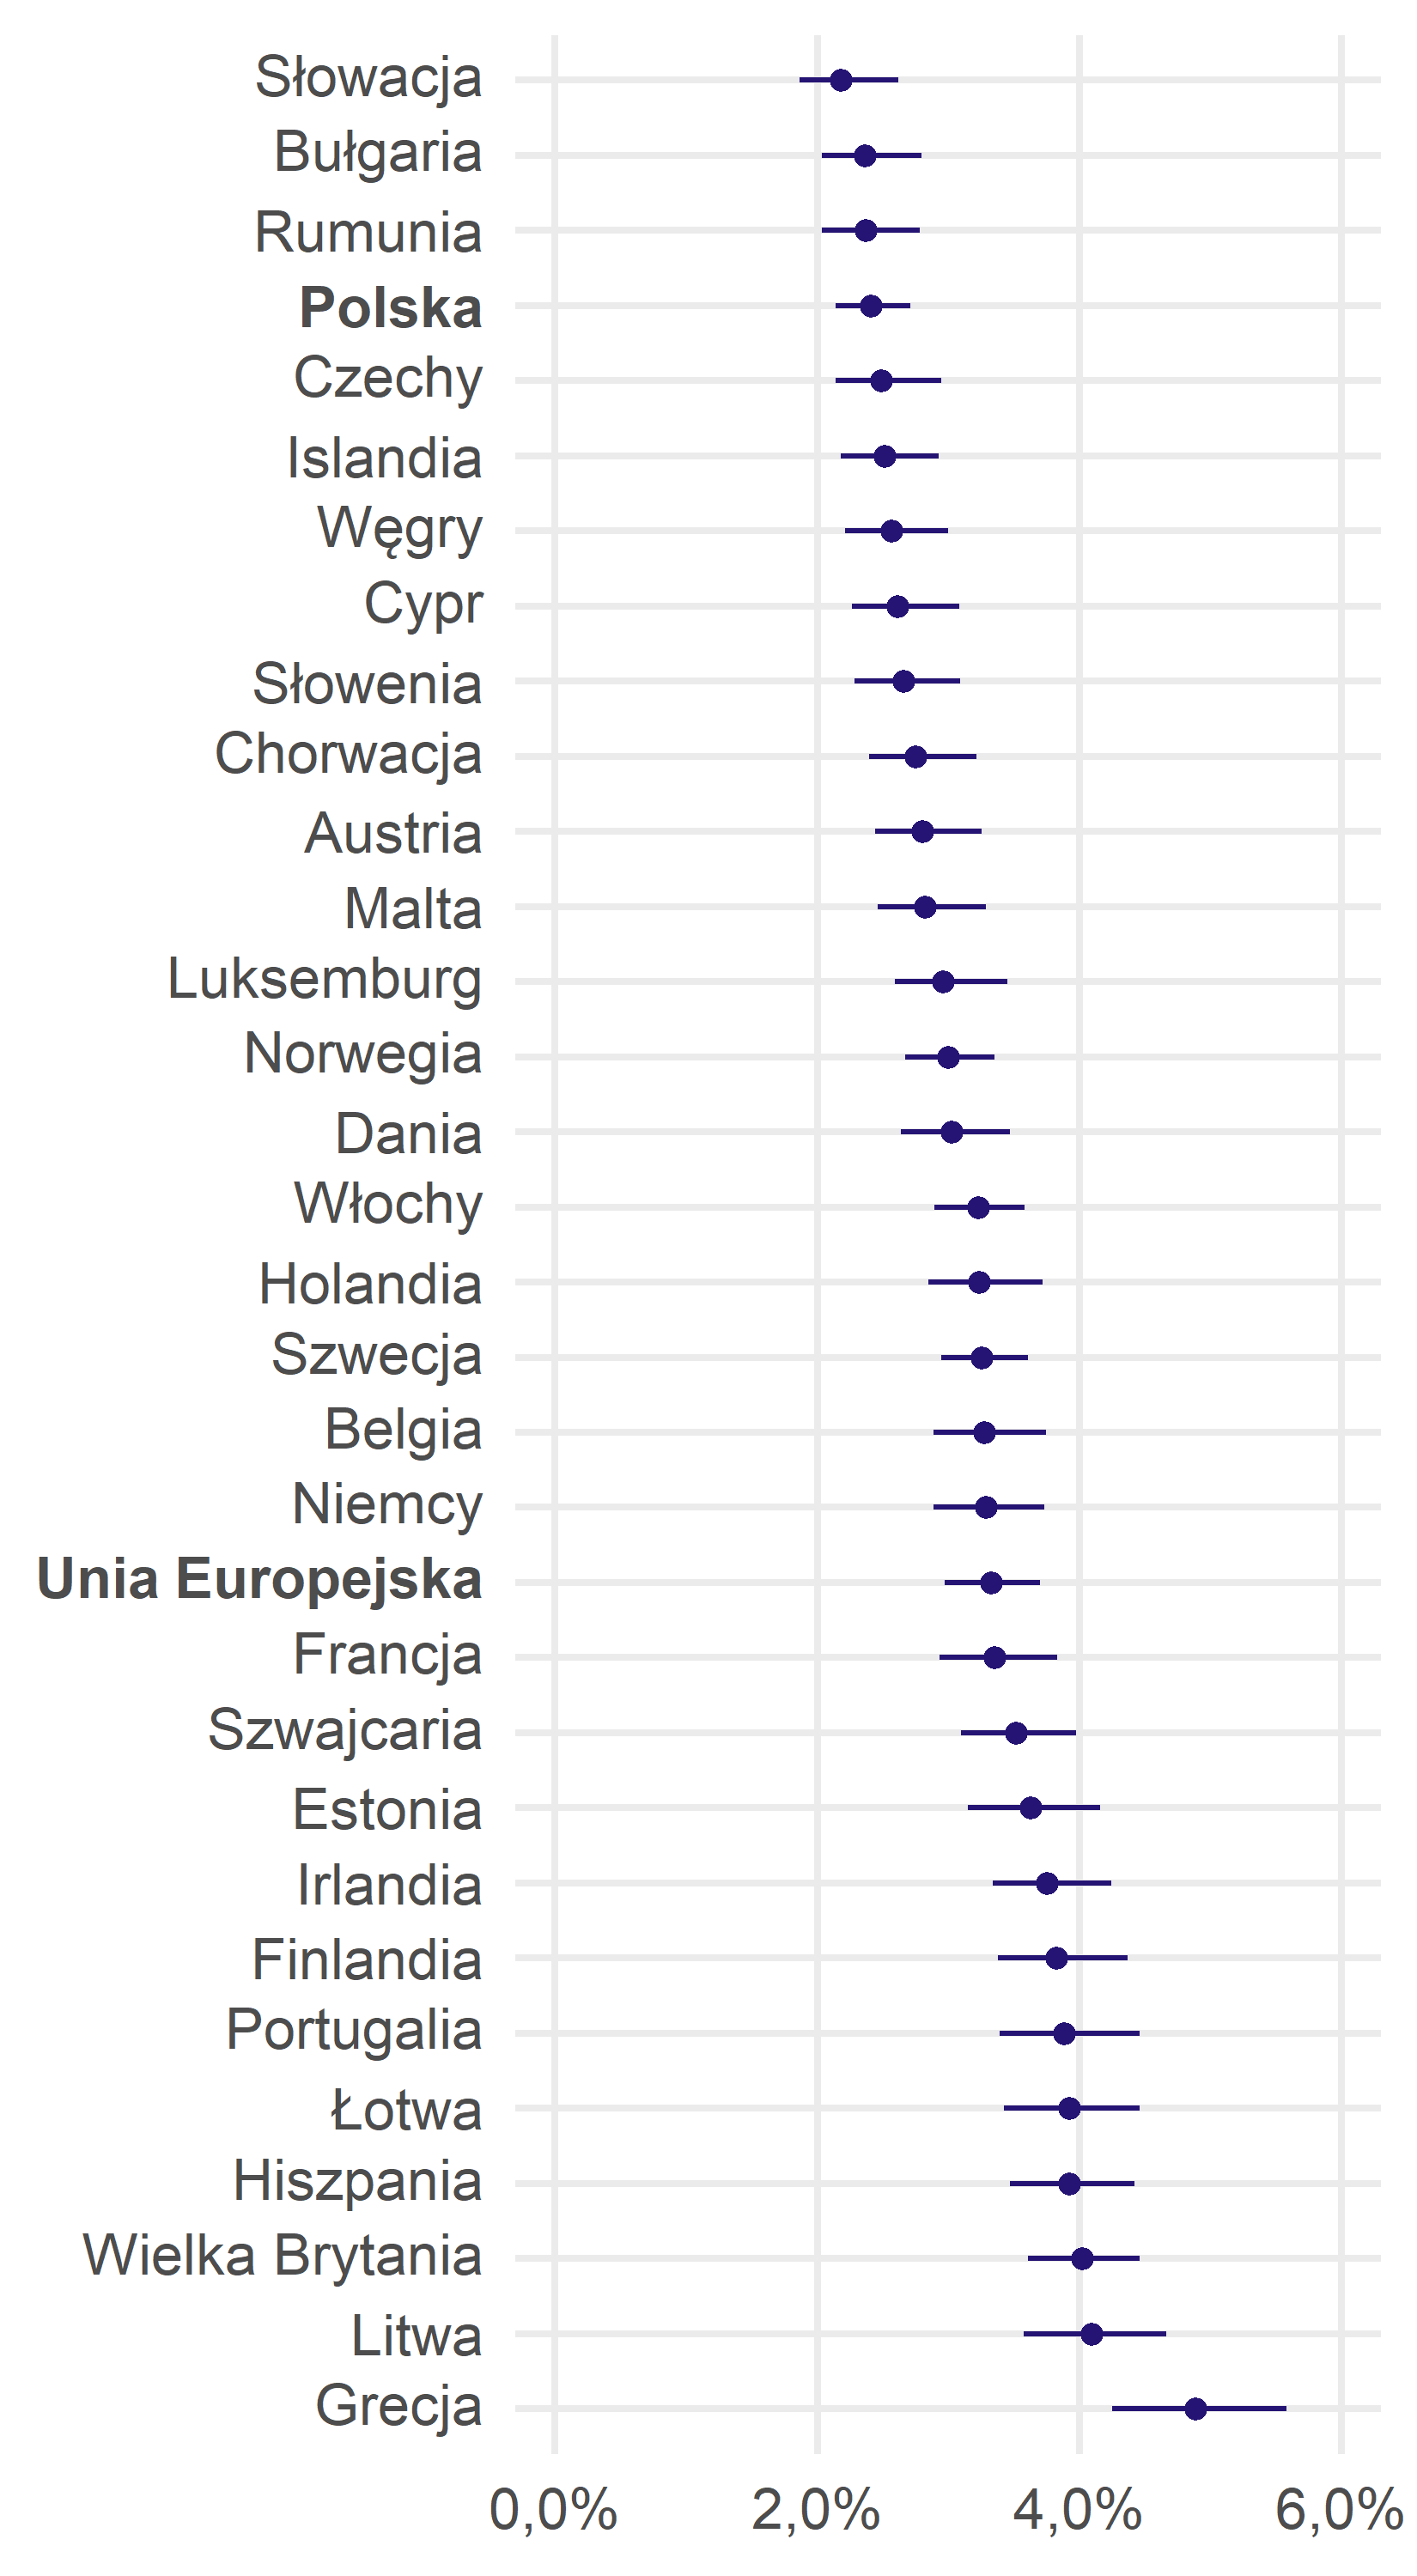 Słowacja
Bułgaria
Rumunia
Polska
Czechy
Islandia
Węgry
Cypr
Słowenia
Chorwacja
Austria
Malta
Luksemburg
Norwegia
Dania
Włochy
Holandia
Szwecja
Belgia
Niemcy
Unia Europejska
Francja
Szwajcaria
Estonia
Irlandia
Finlandia
Portugalia
Łotwa
Hiszpania
Wielka Brytania
Litwa
Grecja
0,0% 2,0% 4,0% 6,0%